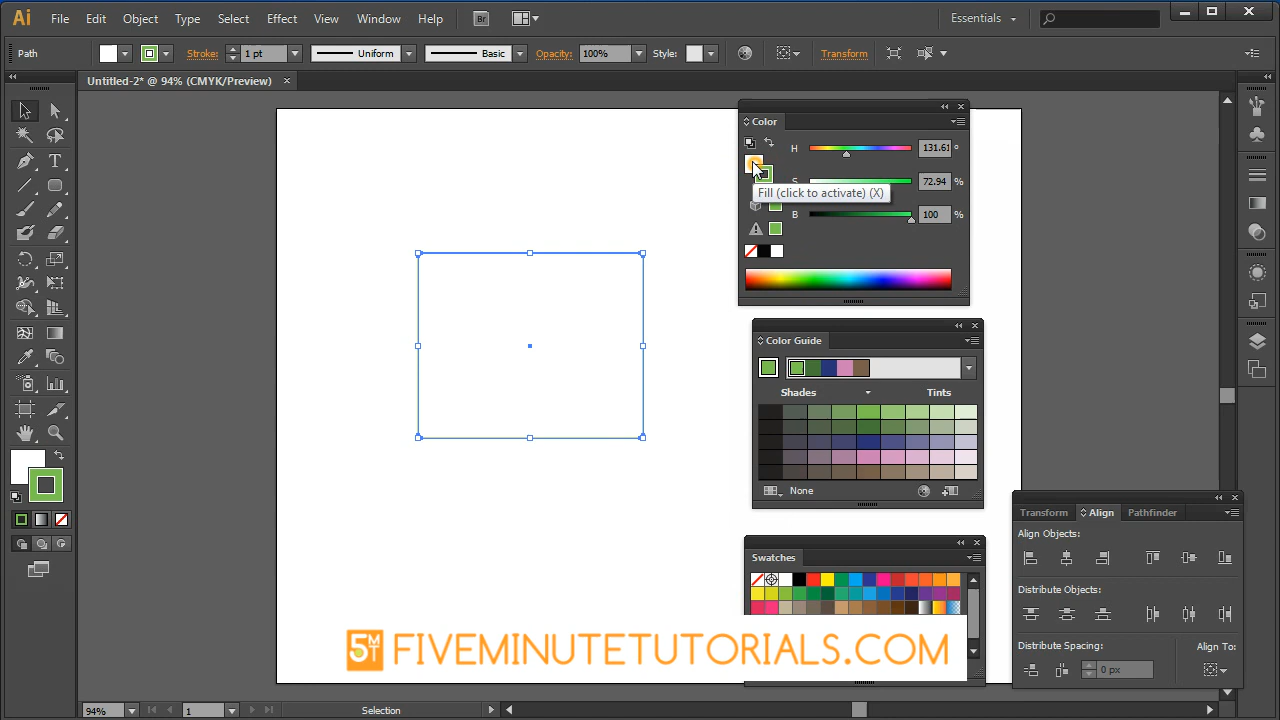 Ai File Edit Object Type Select Effect View Window Help Br Essentials
Path Stroke: 1 pt Uniform Basic Opacity: 100% Style: Transform
Untitled-2* @ 94% (CMYK/Preview) ×
Color
H 131.61 °
S 72.94 %
Fill (click to activate) (X)
B 100 %
Color Guide
Shades Tints
None
Transform Align Pathfinder
Align Objects:
Swatches
Distribute Objects:
Distribute Spacing: Align To:
0 px
5MT FIVEMINUTETUTORIALS.COM
94% 1 Selection